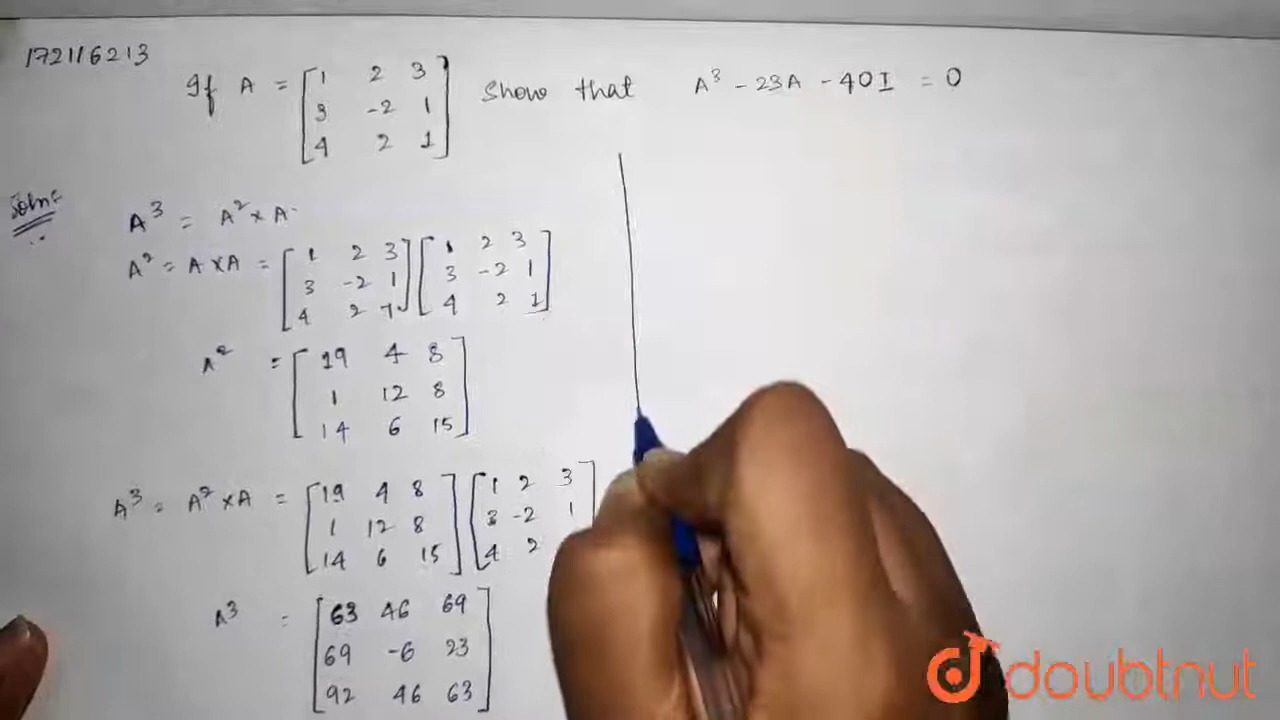 172116213
If A = [1 2 3 Show that A³ - 23A - 40I = 0
3 -2 1
4 2 1]
Soln:
A³ = A² × A
A² = A × A = [1 2 3 [1 2 3
3 -2 1 3 -2 1
4 2 1] 4 2 1]
A² = [19 4 8
1 12 8
14 6 15]
A³ = A² × A = [19 4 8 [1 2 3
1 12 8 3 -2 1
14 6 15] 4 2
A³ = [63 46 69
69 -6 23
92 46 63]
doubtnut